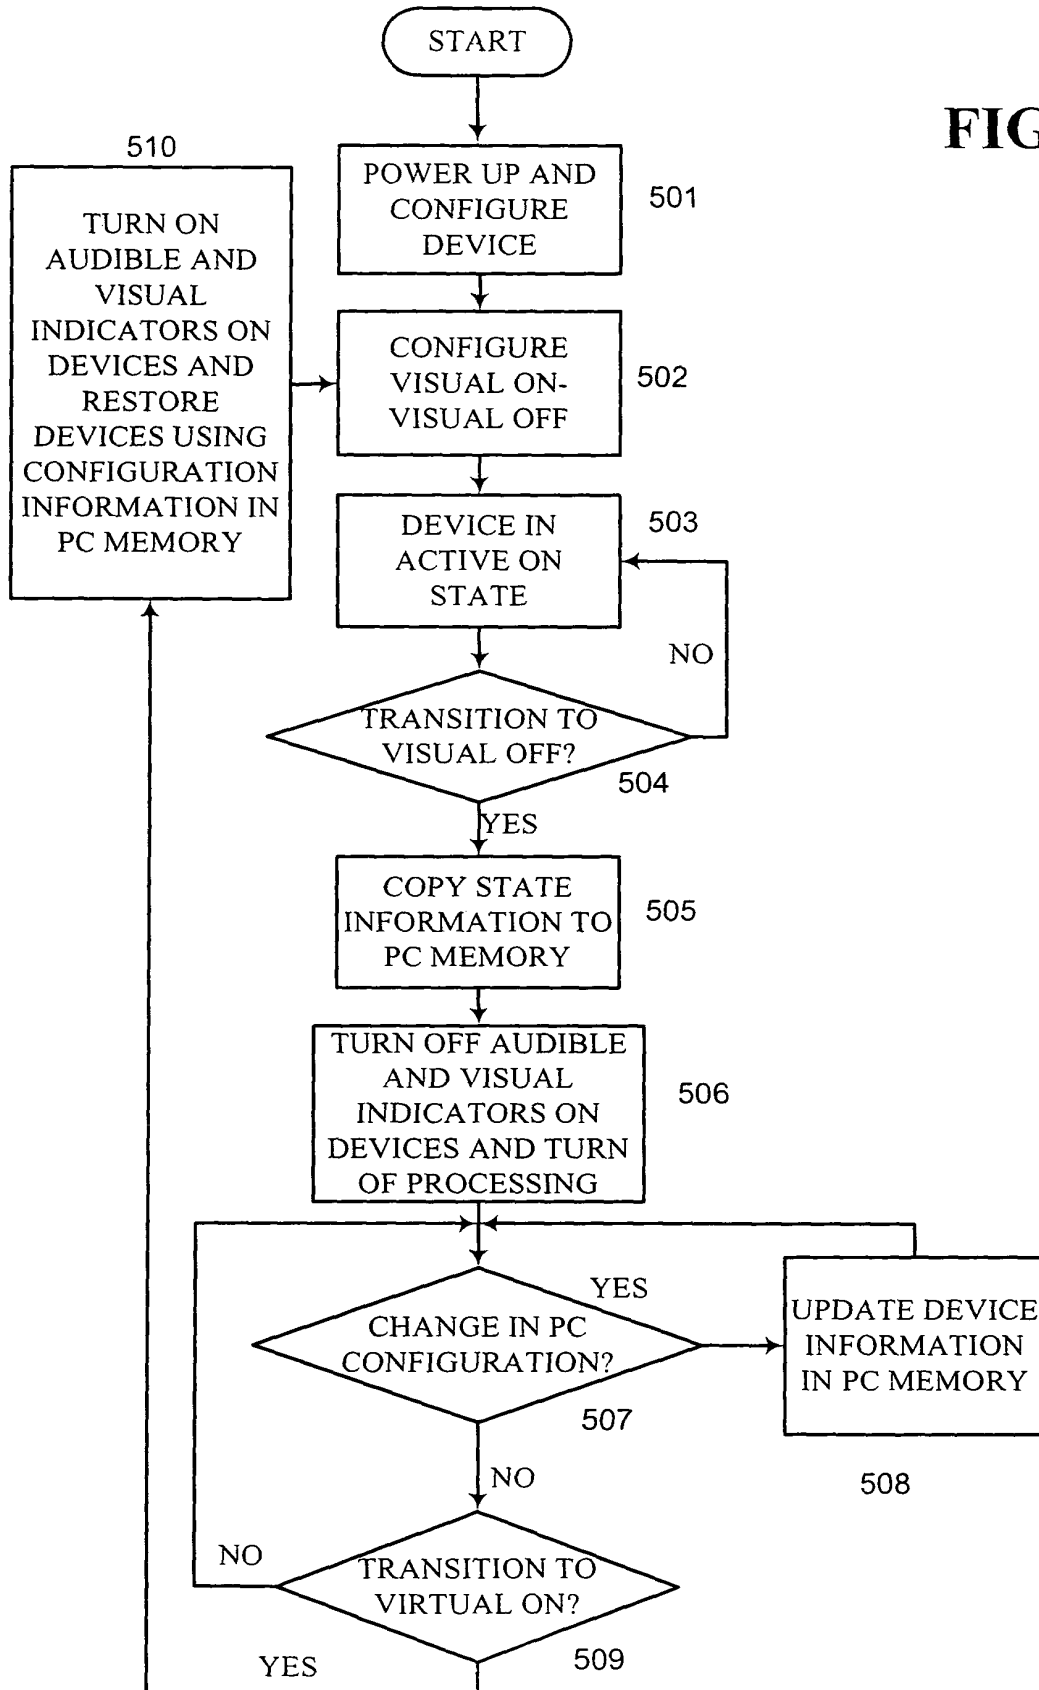 START
FIG
510
POWER UP AND
CONFIGURE
DEVICE
501
TURN ON
AUDIBLE AND
VISUAL
INDICATORS ON
DEVICES AND
RESTORE
DEVICES USING
CONFIGURATION
INFORMATION IN
PC MEMORY
CONFIGURE
VISUAL ON-
VISUAL OFF
502
DEVICE IN
ACTIVE ON
STATE
503
NO
TRANSITION TO
VISUAL OFF?
504
YES
COPY STATE
INFORMATION TO
PC MEMORY
505
TURN OFF AUDIBLE
AND VISUAL
INDICATORS ON
DEVICES AND TURN
OF PROCESSING
506
CHANGE IN PC
CONFIGURATION?
YES
507
UPDATE DEVICE
INFORMATION
IN PC MEMORY
508
NO
NO
TRANSITION TO
VIRTUAL ON?
509
YES